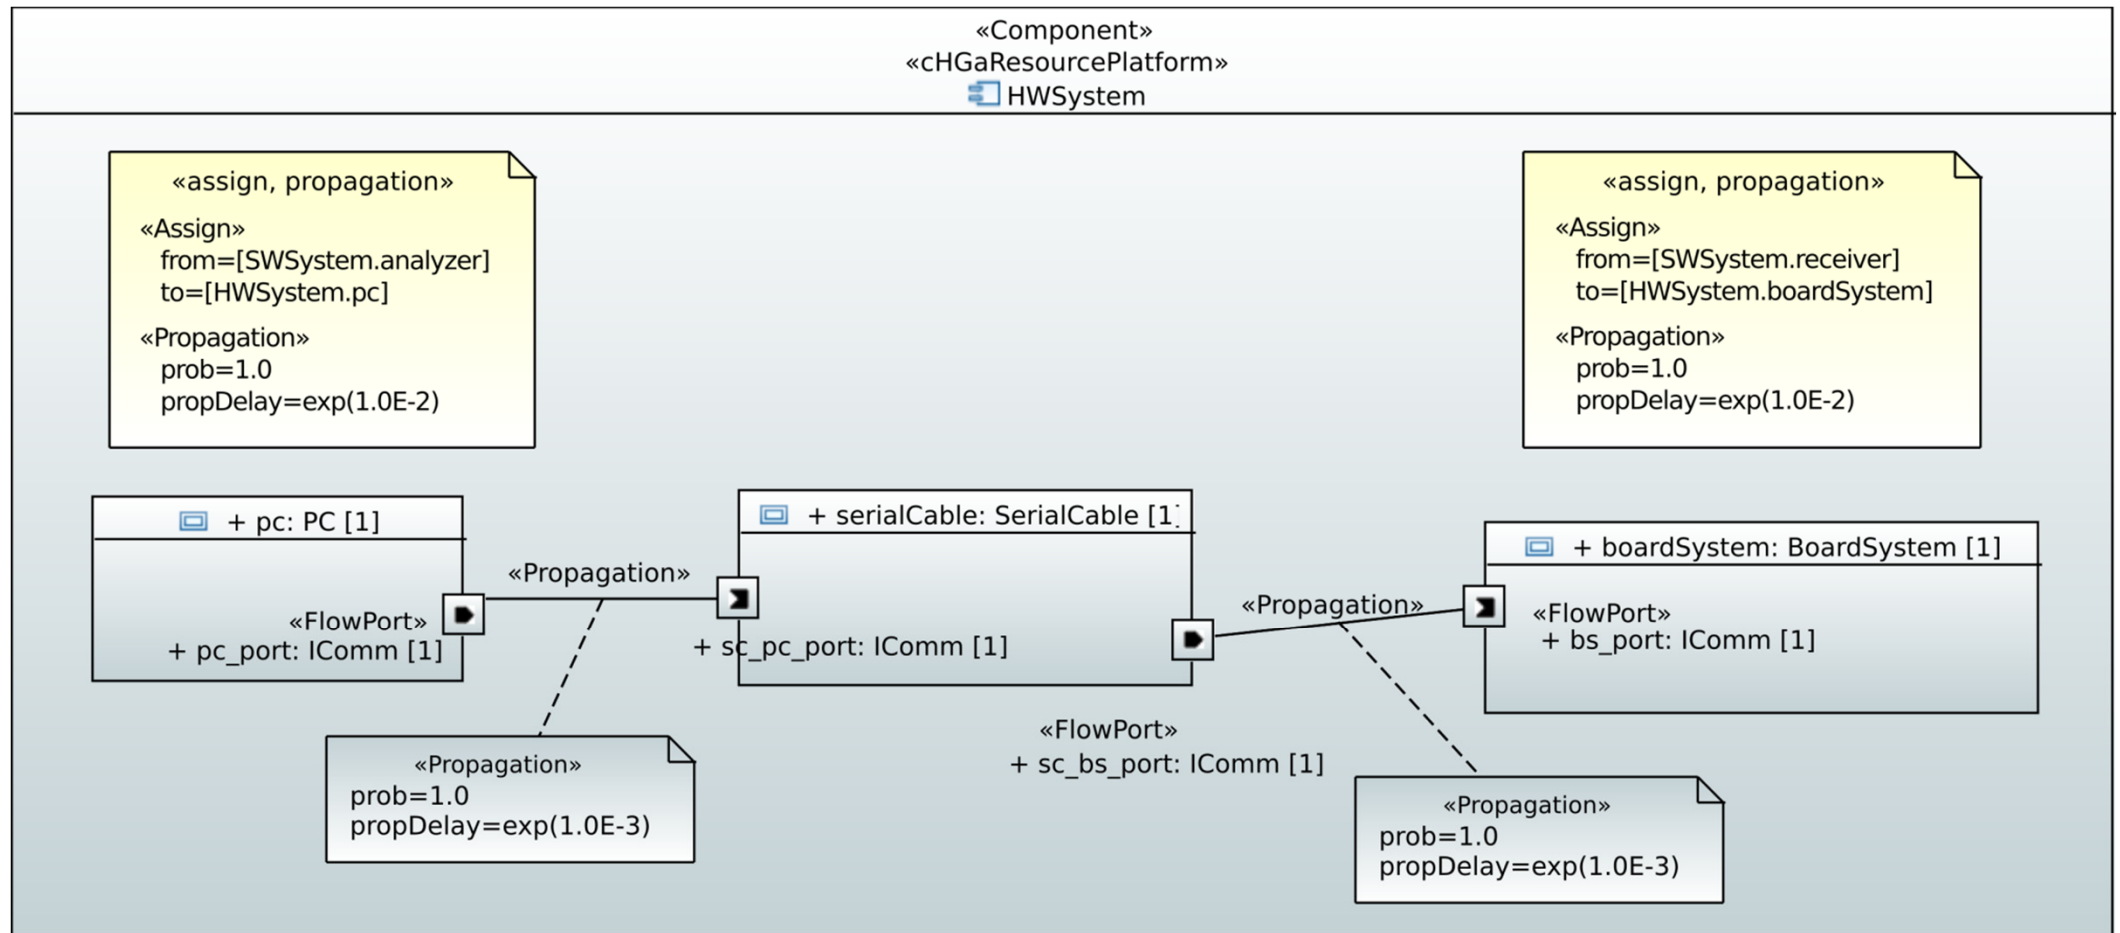 «Component»
«cHGaResourcePlatform»
HWSystem
«assign, propagation»
«Assign»
from=[SWSystem.analyzer]
to=[HWSystem.pc]
«Propagation»
prob=1.0
propDelay=exp(1.0E-2)
«assign, propagation»
«Assign»
from=[SWSystem.receiver]
to=[HWSystem.boardSystem]
«Propagation»
prob=1.0
propDelay=exp(1.0E-2)
+ pc: PC [1]
«FlowPort»
+ pc_port: IComm [1]
«Propagation»
+ serialCable: SerialCable [1]
+ sc_pc_port: IComm [1]
«Propagation»
+ boardSystem: BoardSystem [1]
«FlowPort»
+ bs_port: IComm [1]
«FlowPort»
+ sc_bs_port: IComm [1]
«Propagation»
prob=1.0
propDelay=exp(1.0E-3)
«Propagation»
prob=1.0
propDelay=exp(1.0E-3)